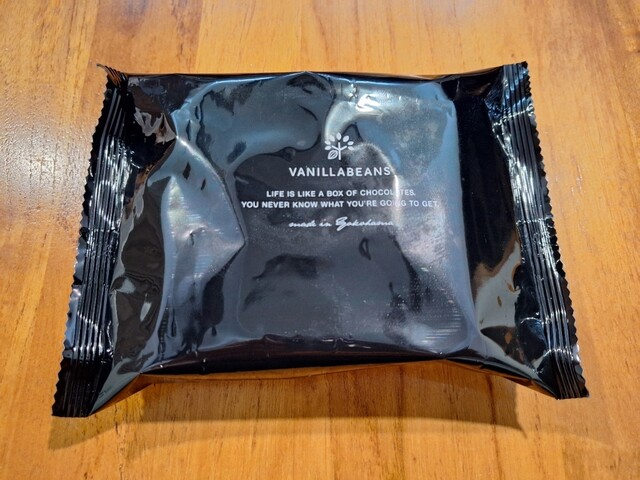 VANILLABEANS
LIFE IS LIKE A BOX OF CHOCOLATES.
YOU NEVER KNOW WHAT YOU'RE GOING TO GET.
made in Yokohama